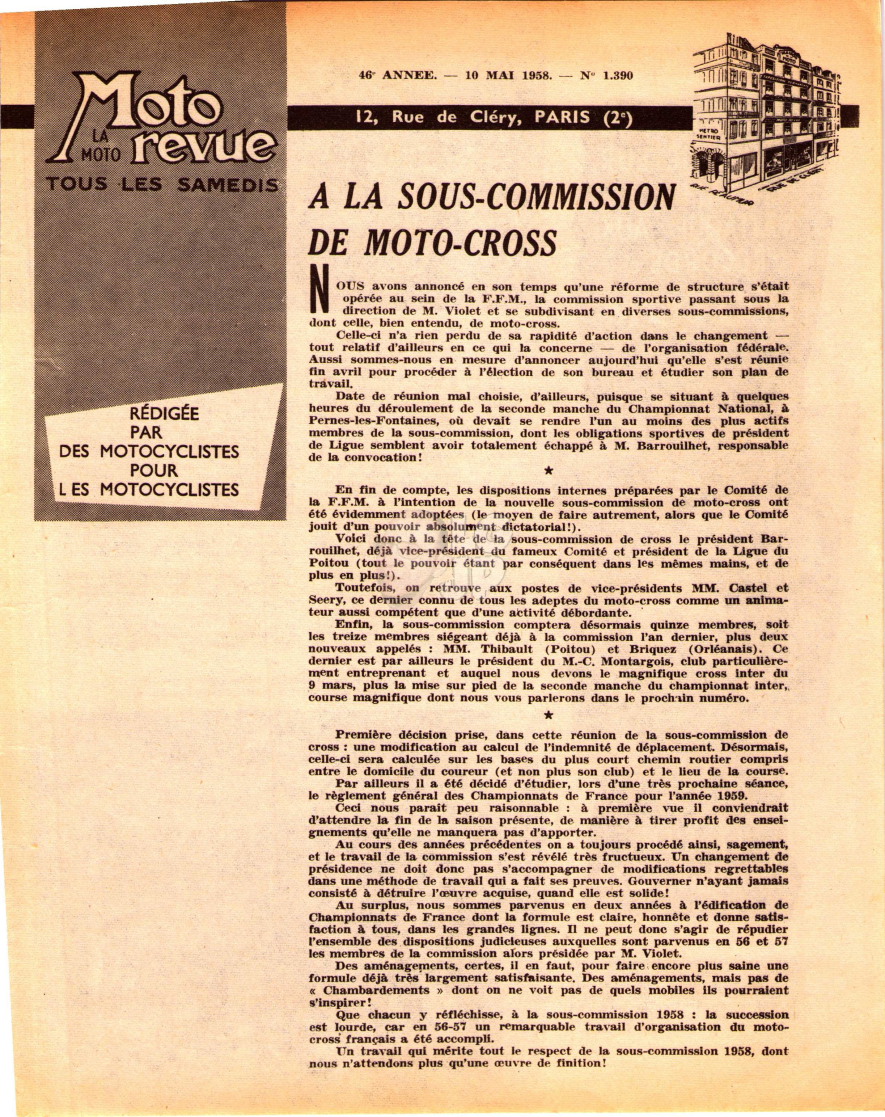 46e ANNEE. — 10 MAI 1958. — N° 1.390
Moto
LA
MOTO
revue
TOUS LES SAMEDIS
12, Rue de Cléry, PARIS (2e)
METRO
SENTIER
RUE DE CLERY
RÉDIGÉE
PAR
DES MOTOCYCLISTES
POUR
LES MOTOCYCLISTES
A LA SOUS-COMMISSION
DE MOTO-CROSS
NOUS avons annoncé en son temps qu'une réforme de structure s'était
opérée au sein de la F.F.M., la commission sportive passant sous la
direction de M. Violet et se subdivisant en diverses sous-commissions,
dont celle, bien entendu, de moto-cross.
Celle-ci n'a rien perdu de sa rapidité d'action dans le changement —
tout relatif d'ailleurs en ce qui la concerne — de l'organisation fédérale.
Aussi sommes-nous en mesure d'annoncer aujourd'hui qu'elle s'est réunie
fin avril pour procéder à l'élection de son bureau et étudier son plan de
travail.
Date de réunion mal choisie, d'ailleurs, puisque se situant à quelques
heures du déroulement de la seconde manche du Championnat National, à
Pernes-les-Fontaines, où devait se rendre l'un au moins des plus actifs
membres de la sous-commission, dont les obligations sportives de président
de Ligue semblent avoir totalement échappé à M. Barrouilhet, responsable
de la convocation!
★
En fin de compte, les dispositions internes préparées par le Comité de
la F.F.M. à l'intention de la nouvelle sous-commission de moto-cross ont
été évidemment adoptées (le moyen de faire autrement, alors que le Comité
jouit d'un pouvoir absolument dictatorial!).
Voici donc à la tête de la sous-commission de cross le président Bar-
rouilhet, déjà vice-président du fameux Comité et président de la Ligue du
Poitou (tout le pouvoir étant par conséquent dans les mêmes mains, et de
plus en plus!).
Toutefois, on retrouve aux postes de vice-présidents MM. Castel et
Seery, ce dernier connu de tous les adeptes du moto-cross comme un anima-
teur aussi compétent que d'une activité débordante.
Enfin, la sous-commission comptera désormais quinze membres, soit
les treize membres siégeant déjà à la commission l'an dernier, plus deux
nouveaux appelés : MM. Thibault (Poitou) et Briquez (Orléanais). Ce
dernier est par ailleurs le président du M.-C. Montargois, club particulière-
ment entreprenant et auquel nous devons le magnifique cross inter du
9 mars, plus la mise sur pied de la seconde manche du championnat inter,
course magnifique dont nous vous parlerons dans le prochain numéro.
★
Première décision prise, dans cette réunion de la sous-commission de
cross : une modification au calcul de l'indemnité de déplacement. Désormais,
celle-ci sera calculée sur les bases du plus court chemin routier compris
entre le domicile du coureur (et non plus son club) et le lieu de la course.
Par ailleurs il a été décidé d'étudier, lors d'une très prochaine séance,
le règlement général des Championnats de France pour l'année 1959.
Ceci nous paraît peu raisonnable : à première vue il conviendrait
d'attendre la fin de la saison présente, de manière à tirer profit des ensei-
gnements qu'elle ne manquera pas d'apporter.
Au cours des années précédentes on a toujours procédé ainsi, sagement,
et le travail de la commission s'est révélé très fructueux. Un changement de
présidence ne doit donc pas s'accompagner de modifications regrettables
dans une méthode de travail qui a fait ses preuves. Gouverner n'ayant jamais
consisté à détruire l'œuvre acquise, quand elle est solide!
Au surplus, nous sommes parvenus en deux années à l'édification de
Championnats de France dont la formule est claire, honnête et donne satis-
faction à tous, dans les grandes lignes. Il ne peut donc s'agir de répudier
l'ensemble des dispositions judicieuses auxquelles sont parvenus en 56 et 57
les membres de la commission alors présidée par M. Violet.
Des aménagements, certes, il en faut, pour faire encore plus saine une
formule déjà très largement satisfaisante. Des aménagements, mais pas de
« Chambardements » dont on ne voit pas de quels mobiles ils pourraient
s'inspirer!
Que chacun y réfléchisse, à la sous-commission 1958 : la succession
est lourde, car en 56-57 un remarquable travail d'organisation du moto-
cross français a été accompli.
Un travail qui mérite tout le respect de la sous-commission 1958, dont
nous n'attendons plus qu'une œuvre de finition!